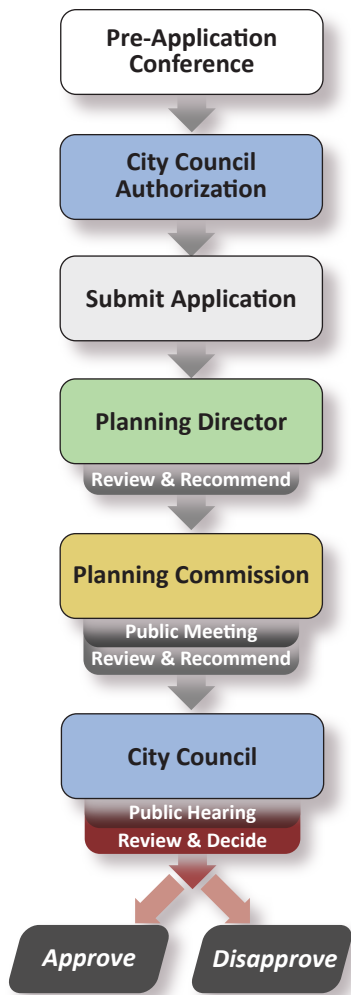 Pre-Application
Conference
City Council
Authorization
Submit Application
Planning Director
Review & Recommend
Planning Commission
Public Meeting
Review & Recommend
City Council
Public Hearing
Review & Decide
Approve
Disapprove